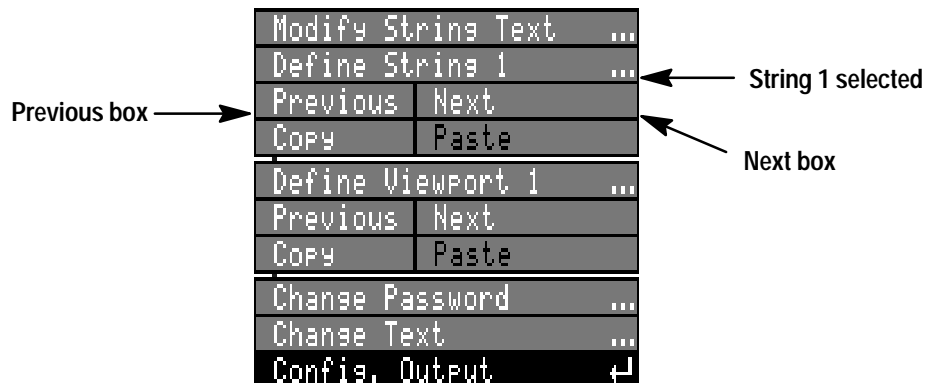 Modify String Text ...
Define String 1 ...
String 1 selected
Previous box
Previous Next
Next box
Copy Paste
Define Viewport 1 ...
Previous Next
Copy Paste
Change Password ...
Change Text ...
Config. Output